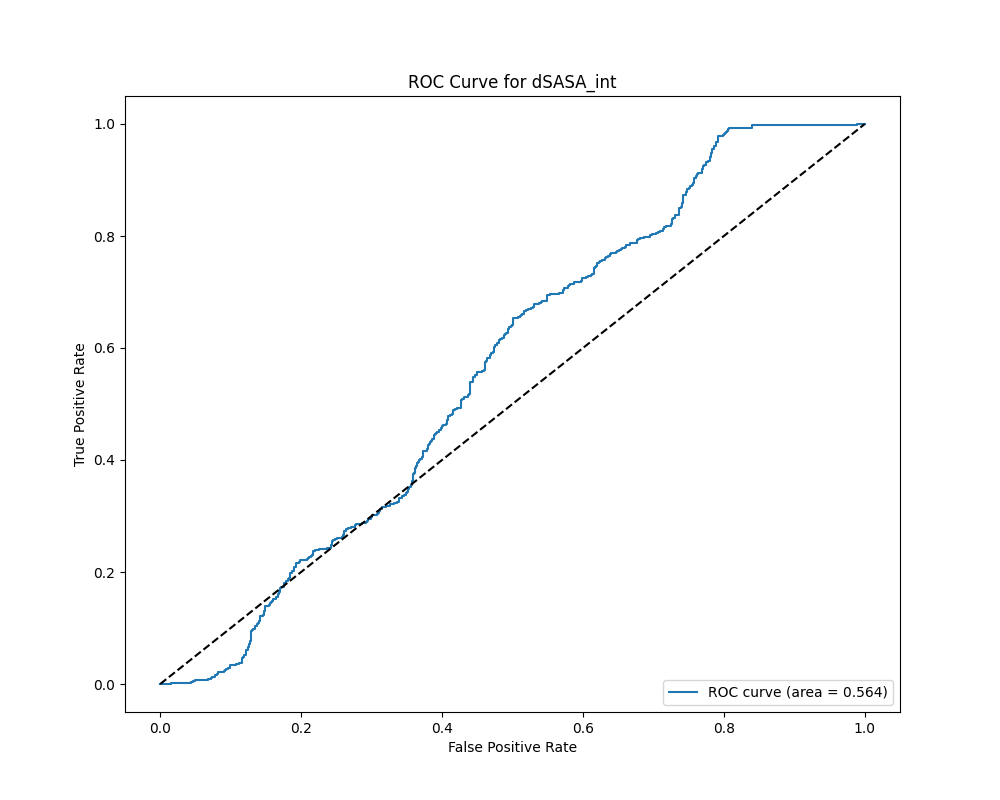 ROC Curve for dSASA_int
True Positive Rate
1.0
0.8
0.6
0.4
0.2
0.0
ROC curve (area = 0.564)
0.0 0.2 0.4 0.6 0.8 1.0
False Positive Rate